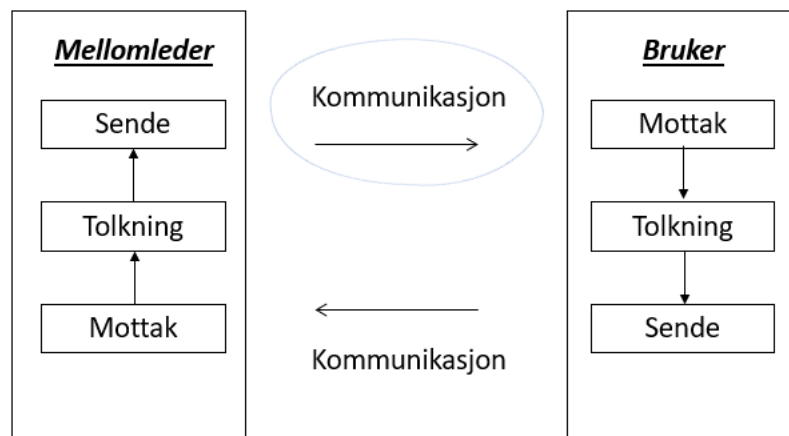 Mellomleder
Sende
Tolkning
Mottak
Kommunikasjon
Kommunikasjon
Bruker
Mottak
Tolkning
Sende